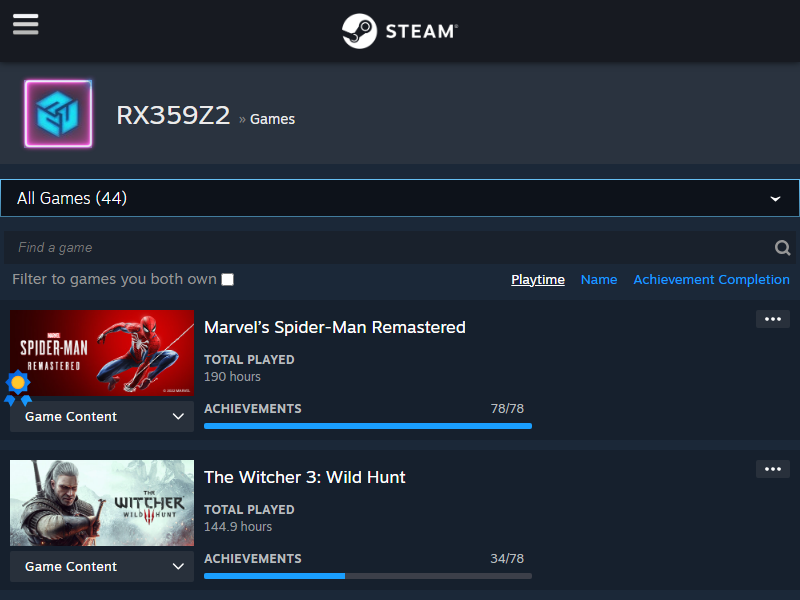 STEAM
RX359Z2 » Games
All Games (44)
Find a game
Filter to games you both own
Playtime Name Achievement Completion
MARVEL
SPIDER-MAN
REMASTERED
© 2022 MARVEL
Game Content
Marvel's Spider-Man Remastered
TOTAL PLAYED
190 hours
ACHIEVEMENTS 78/78
THE
WITCHER
WILD HUNT
Game Content
The Witcher 3: Wild Hunt
TOTAL PLAYED
144.9 hours
ACHIEVEMENTS 34/78